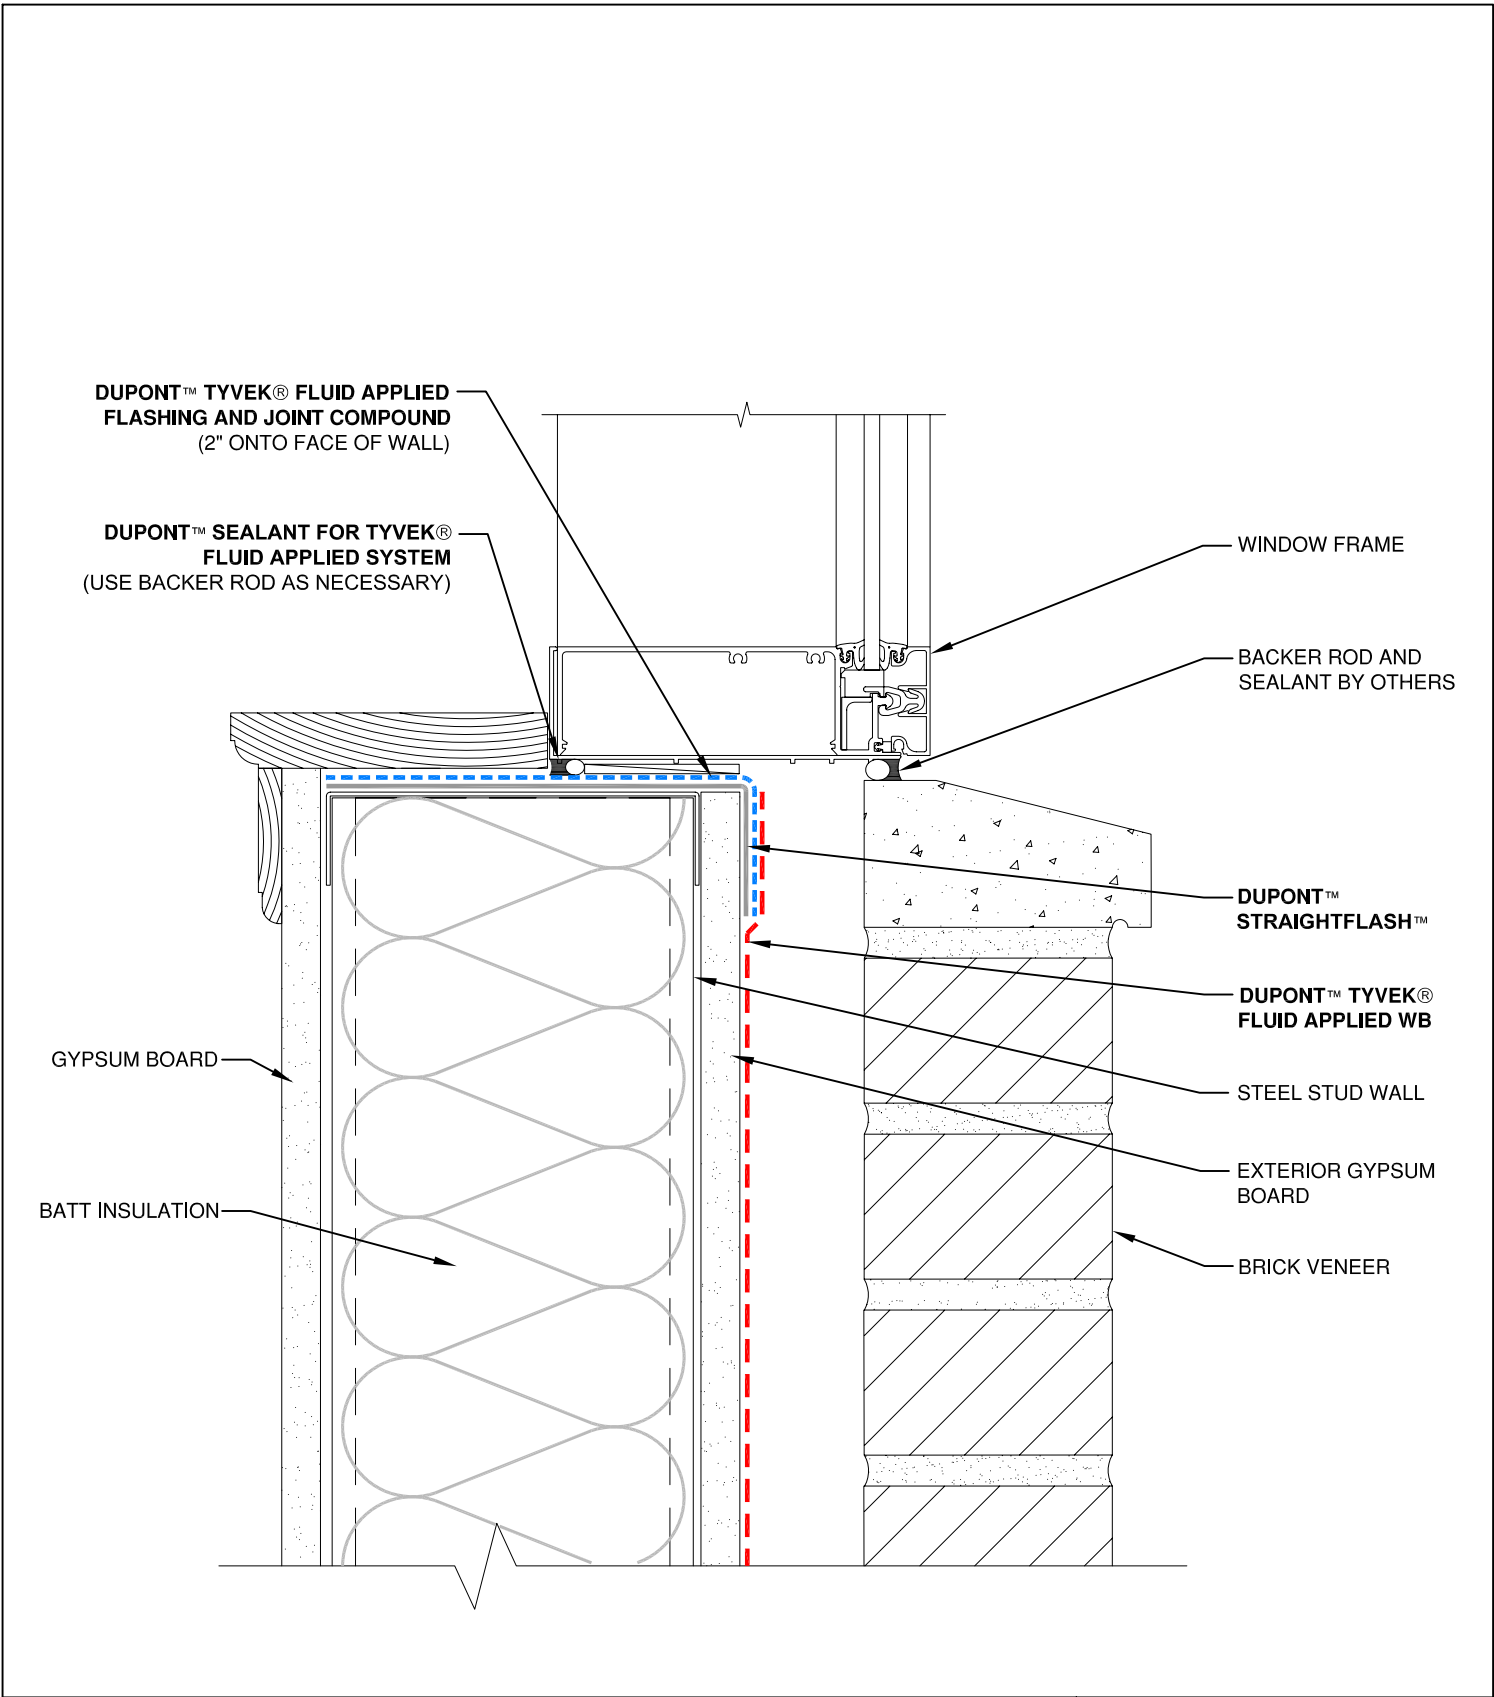 DUPONT™ TYVEK® FLUID APPLIED
FLASHING AND JOINT COMPOUND
(2" ONTO FACE OF WALL)
DUPONT™ SEALANT FOR TYVEK®
FLUID APPLIED SYSTEM
(USE BACKER ROD AS NECESSARY)
WINDOW FRAME
BACKER ROD AND
SEALANT BY OTHERS
DUPONT™
STRAIGHTFLASH™
DUPONT™ TYVEK®
FLUID APPLIED WB
GYPSUM BOARD
STEEL STUD WALL
EXTERIOR GYPSUM
BOARD
BATT INSULATION
BRICK VENEER